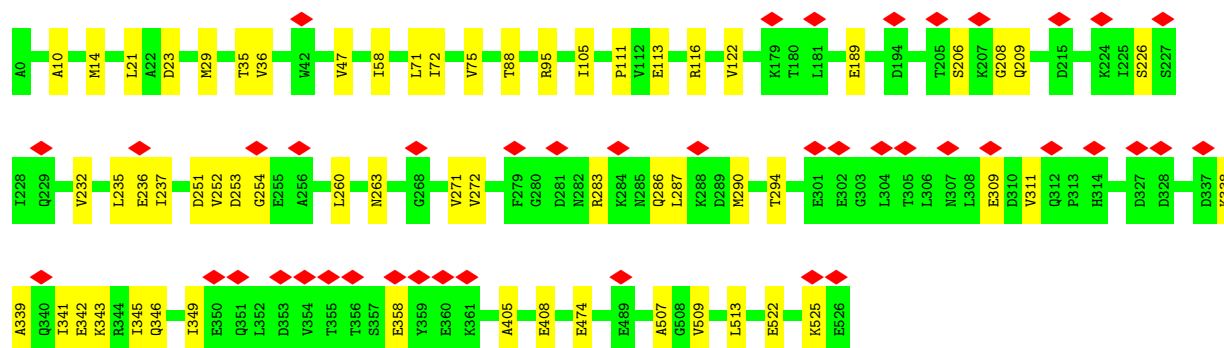 A0 A10 M14 L21 A22 D23 M29 T35 V36 W42 V47 I58 L71 I72 V75 T88 R95 I105 P111 V112 E113 R116 V122 K179 T180 L181 E189 D194 T205 S206 K207 G208 Q209 D215 K224 I225 S226 S227
I228 Q229 V232 L235 E236 I237 D251 V252 D253 G254 E255 A256 L260 N263 G268 V271 V272 F279 G280 D281 N282 R283 K284 N285 Q286 L287 K288 D289 M290 T294 E301 E302 G303 L304 T305 L306 N307 L308 E309 D310 V311 Q312 P313 H314 D327 D328 D337 K338
A339 Q340 I341 E342 K343 R344 I345 Q346 I349 E350 Q351 L352 D353 V354 T355 T356 S357 E358 Y359 E360 K361 A405 E408 E474 E489 A507 G508 V509 L513 E522 K525 E526